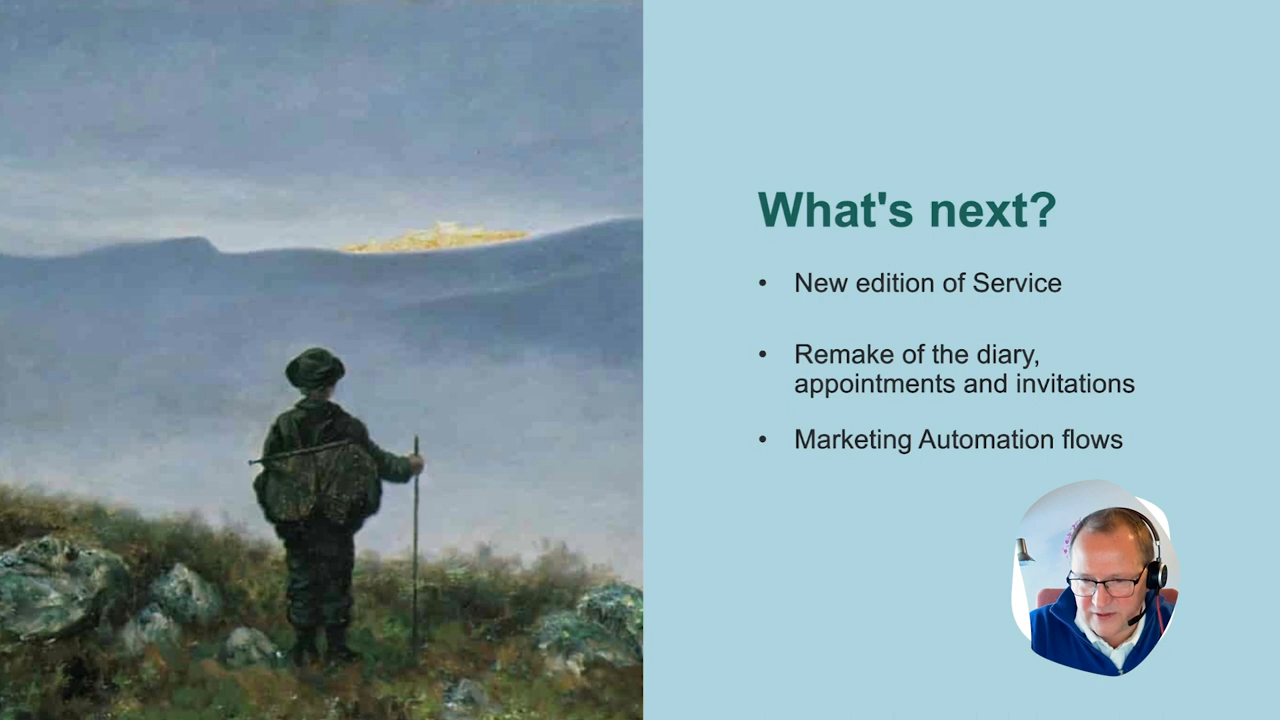 What's next?
• New edition of Service
• Remake of the diary,
appointments and invitations
• Marketing Automation flows